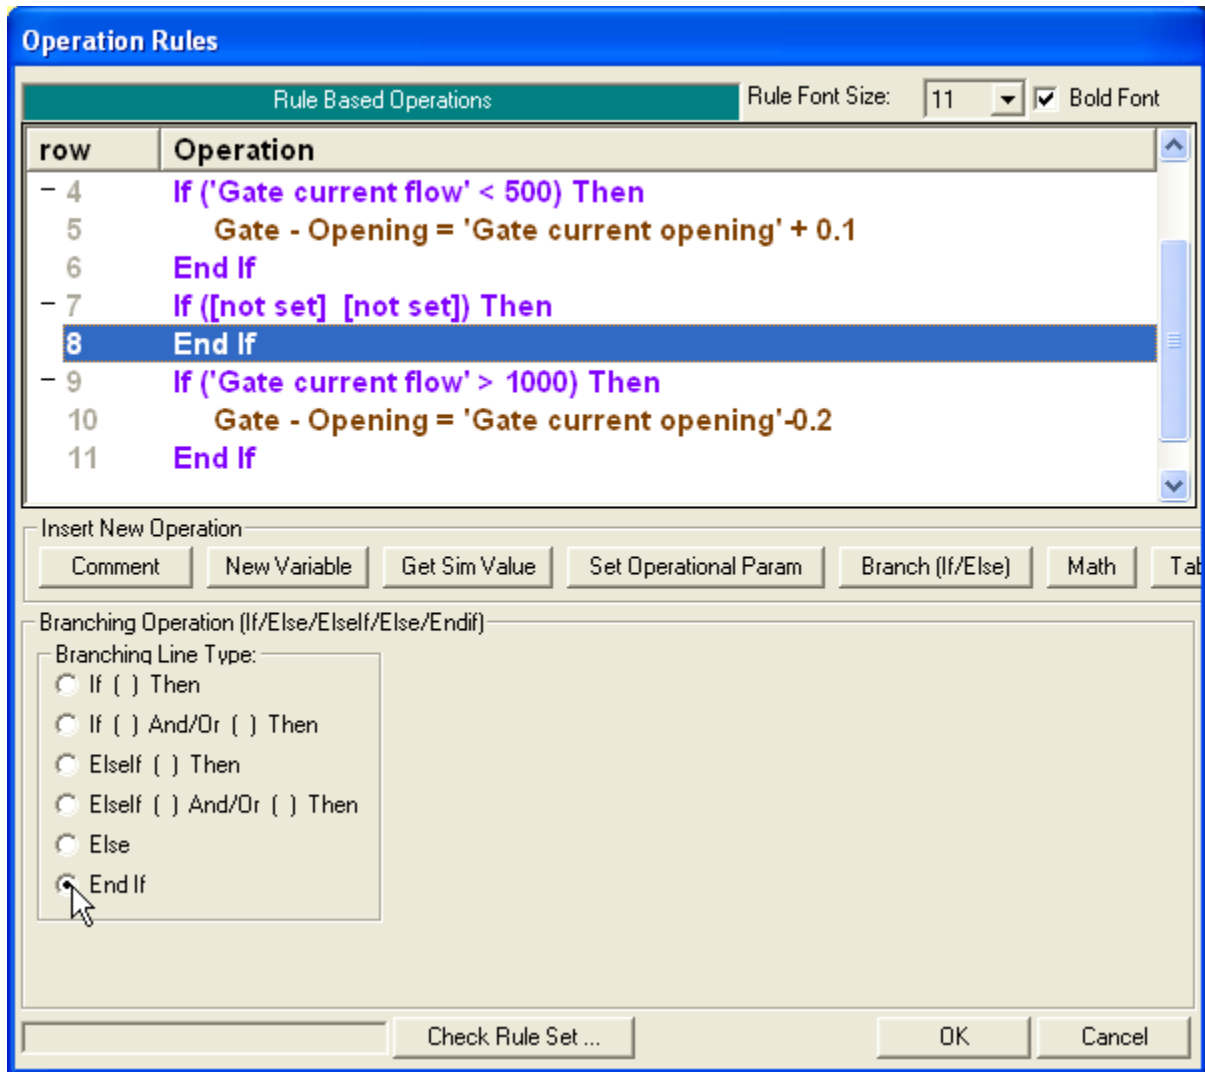 Operation Rules
Rule Based Operations Rule Font Size: 11 Bold Font
row Operation
− 4 If ('Gate current flow' < 500) Then
5 Gate - Opening = 'Gate current opening' + 0.1
6 End If
− 7 If ([not set]  [not set]) Then
8 End If
− 9 If ('Gate current flow' > 1000) Then
10 Gate - Opening = 'Gate current opening'-0.2
11 End If
Insert New Operation
Comment New Variable Get Sim Value Set Operational Param Branch (If/Else) Math Tab
Branching Operation (If/Else/ElseIf/Else/Endif)
Branching Line Type:
If ( ) Then
If ( ) And/Or ( ) Then
ElseIf ( ) Then
ElseIf ( ) And/Or ( ) Then
Else
End If
Check Rule Set ... OK Cancel